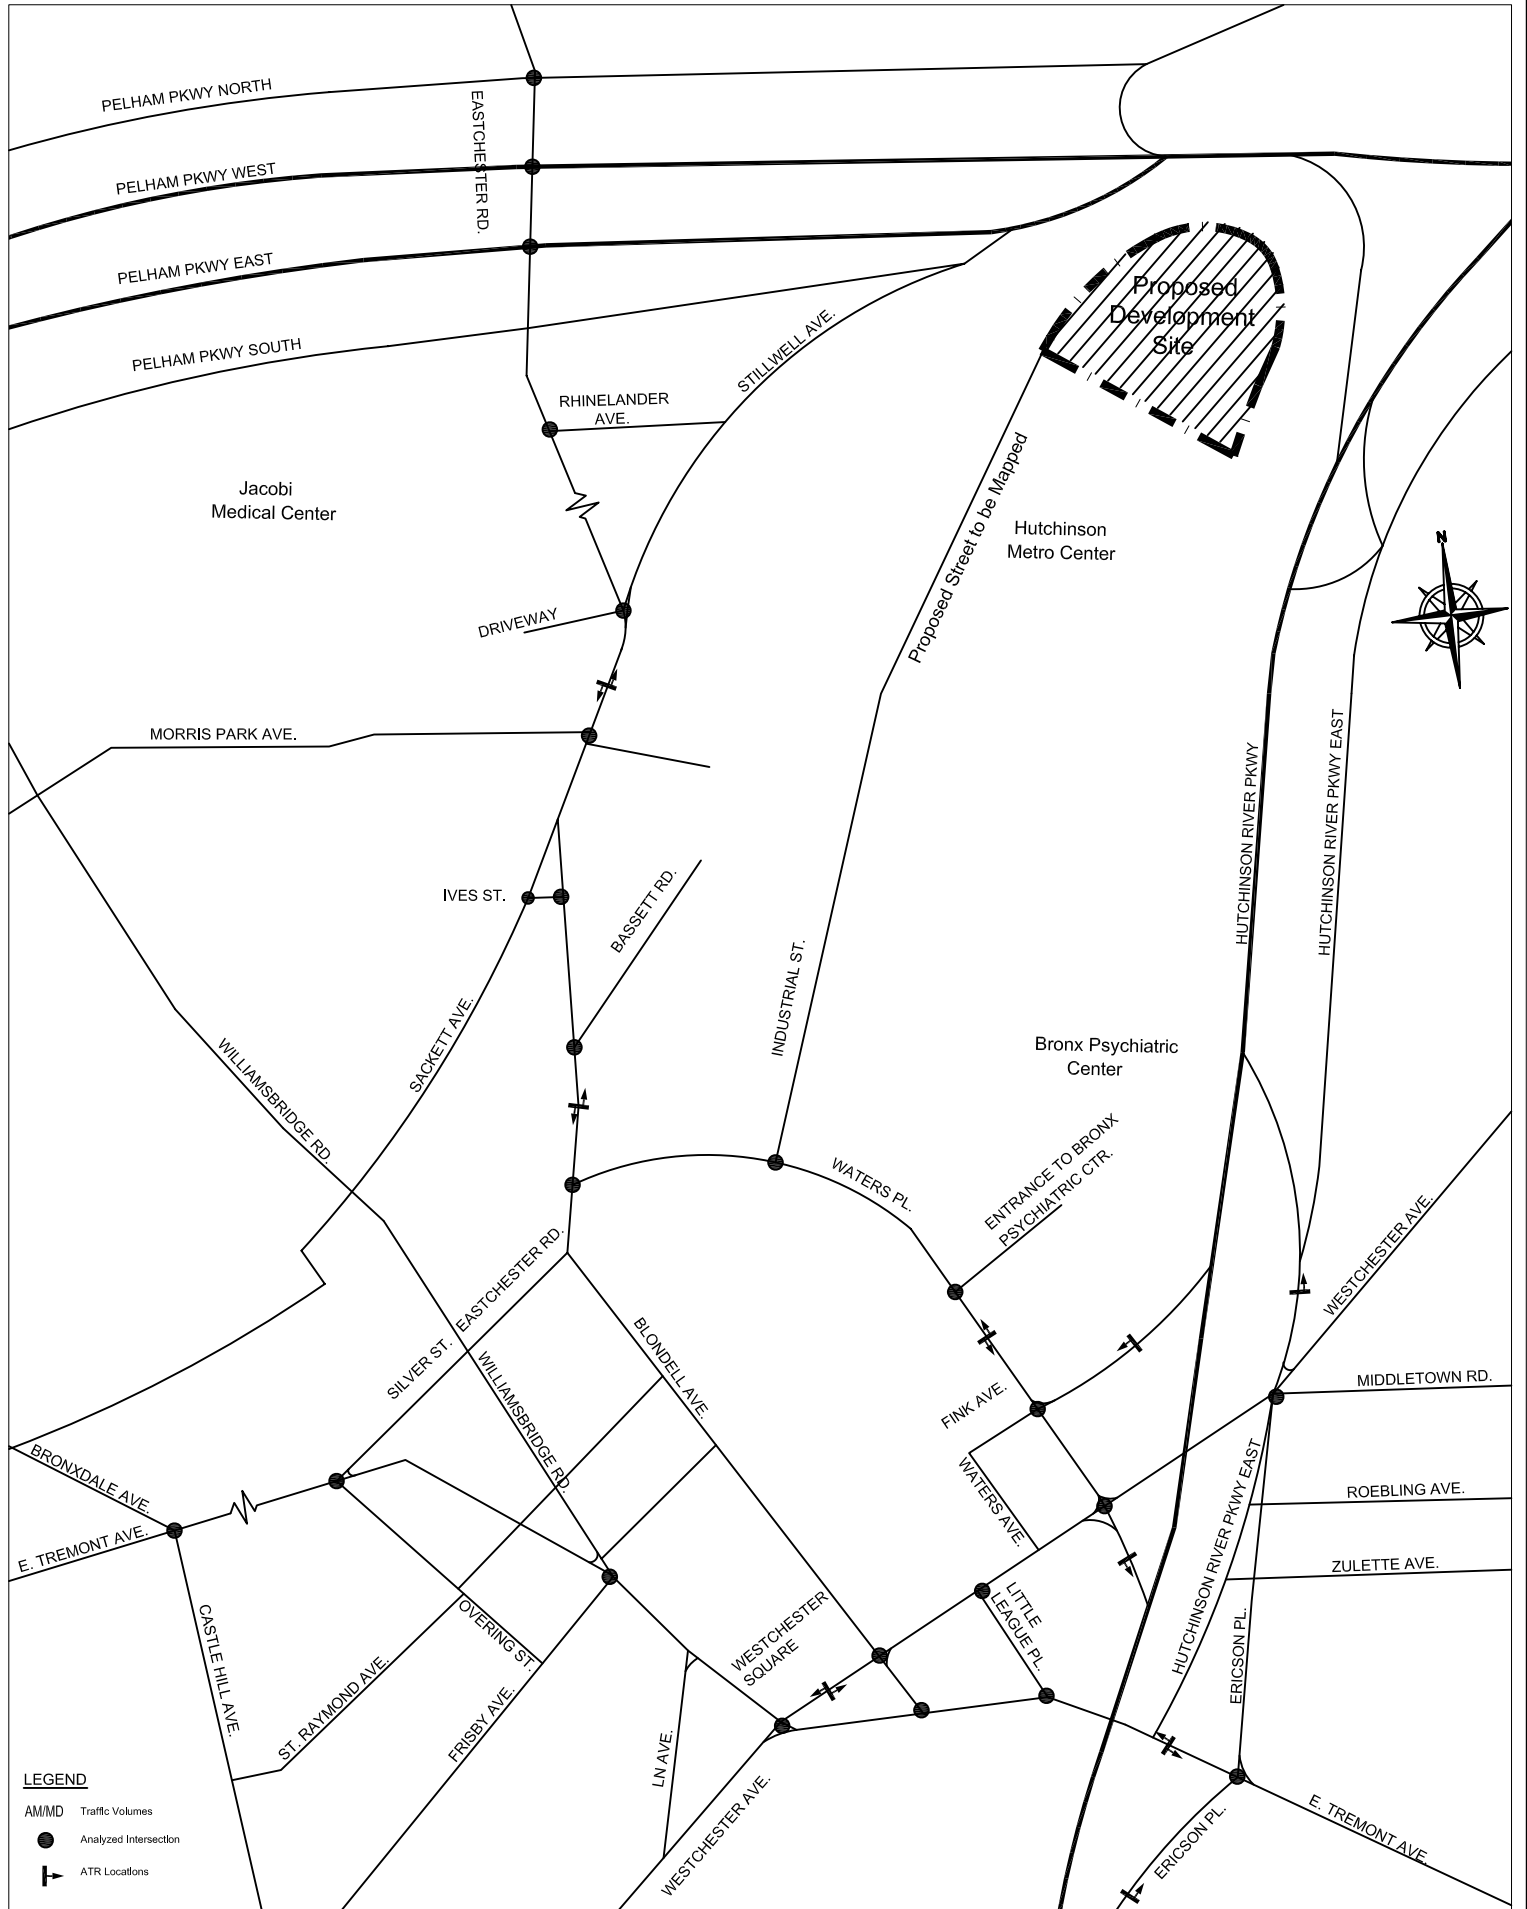 PELHAM PKWY NORTH
EASTCHESTER RD.
PELHAM PKWY WEST
PELHAM PKWY EAST
PELHAM PKWY SOUTH
STILLWELL AVE.
Proposed
Development
Site
RHINELANDER
AVE.
Jacobi
Medical Center
Proposed Street to be Mapped
Hutchinson
Metro Center
N
DRIVEWAY
MORRIS PARK AVE.
HUTCHINSON RIVER PKWY
HUTCHINSON RIVER PKWY EAST
IVES ST.
BASSETT RD.
INDUSTRIAL ST.
SACKETT AVE.
WILLIAMSBRIDGE RD.
Bronx Psychiatric
Center
WATERS PL.
ENTRANCE TO BRONX
PSYCHIATRIC CTR.
WESTCHESTER AVE.
EASTCHESTER RD.
SILVER ST.
WILLIAMSBRIDGE RD.
BLONDELL AVE.
FINK AVE.
MIDDLETOWN RD.
BRONXDALE AVE.
E. TREMONT AVE.
WATERS AVE.
HUTCHINSON RIVER PKWY EAST
ROEBLING AVE.
ZULETTE AVE.
CASTLE HILL AVE.
OVERING ST.
WESTCHESTER
SQUARE
LITTLE
LEAGUE PL.
ERICSON PL.
ST. RAYMOND AVE.
FRISBY AVE.
LN AVE.
WESTCHESTER AVE.
ERICSON PL.
E. TREMONT AVE.
LEGEND
AM/MD Traffic Volumes
Analyzed Intersection
ATR Locations